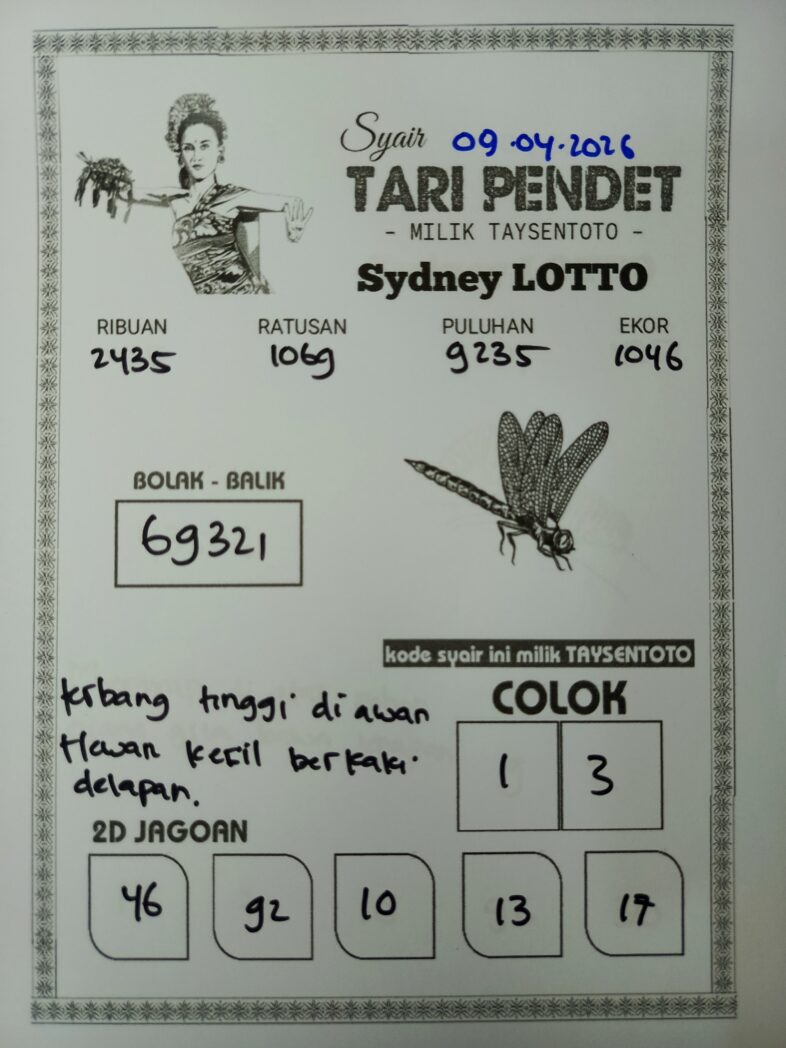 Syair 09.04.2026
TARI PENDET
- MILIK TAYSENTOTO -
Sydney LOTTO
RIBUAN RATUSAN PULUHAN EKOR
2435 1069 9235 1046
BOLAK - BALIK
69321
kode syair ini milik TAYSENTOTO
COLOK
1 3
terbang tinggi di awan
Hewan kecil berkaki
delapan.
2D JAGOAN
46 92 10 13 17